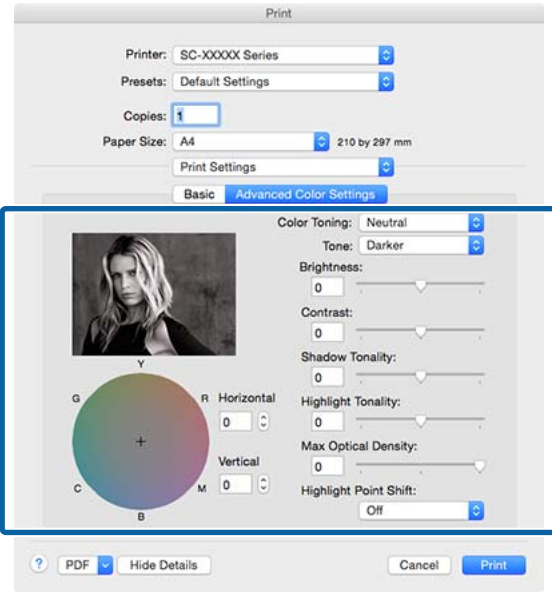 Print
Printer: SC-XXXXX Series
Presets: Default Settings
Copies: 1
Paper Size: A4 210 by 297 mm
Print Settings
Basic Advanced Color Settings
Color Toning: Neutral
Tone: Darker
Brightness:
0
Contrast:
0
Shadow Tonality:
0
Y
G R Horizontal Highlight Tonality:
0 0
Max Optical Density:
Vertical 0
C M 0 Highlight Point Shift:
B Off
? PDF Hide Details Cancel Print